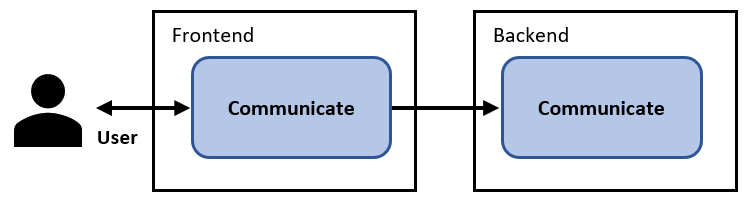 Frontend
Communicate
User
Backend
Communicate